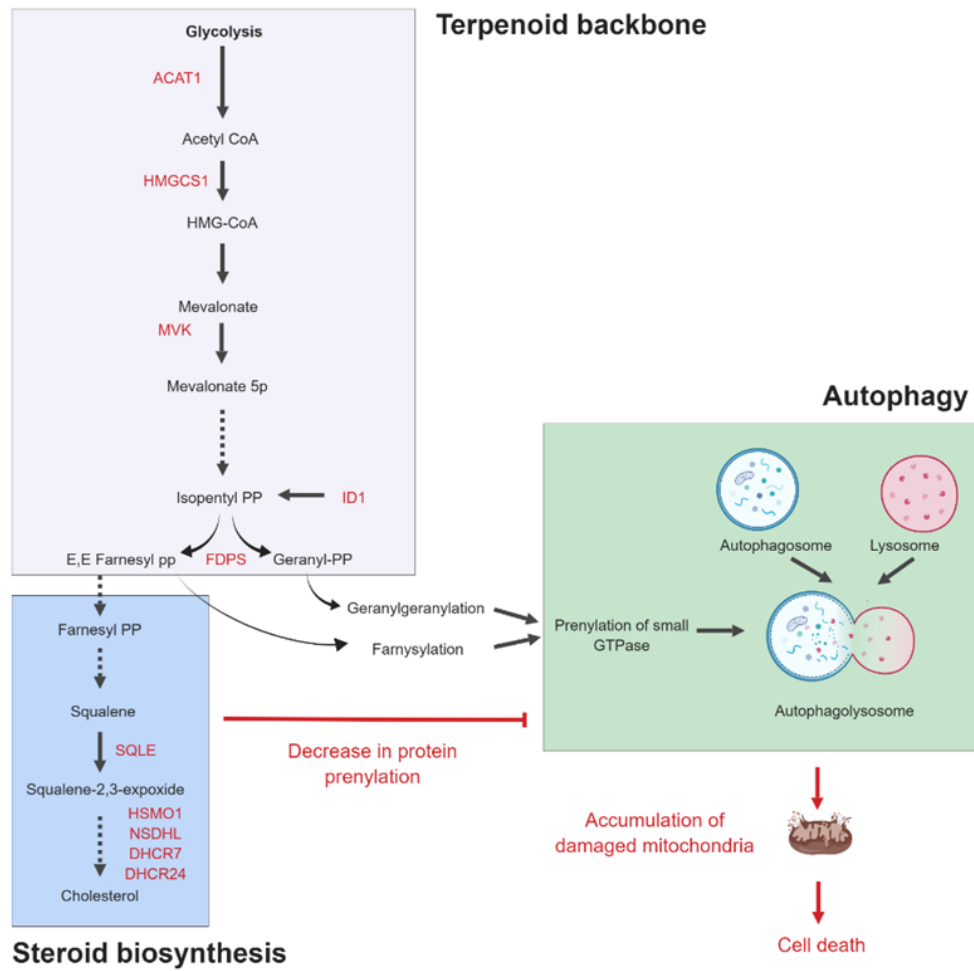 Terpenoid backbone
Glycolysis
ACAT1
Acetyl CoA
HMGCS1
HMG-CoA
Mevalonate
MVK
Mevalonate 5p
Isopentyl PP
ID1
E,E Farnesyl pp
FDPS
Geranyl-PP
Autophagy
Autophagosome
Lysosome
Geranylgeranylation
Farnysylation
Prenylation of small
GTPase
Autophagolysosome
Farnesyl PP
Squalene
SQLE
Squalene-2,3-expoxide
HSMO1
NSDHL
DHCR7
DHCR24
Cholesterol
Steroid biosynthesis
Decrease in protein
prenylation
Accumulation of
damaged mitochondria
Cell death